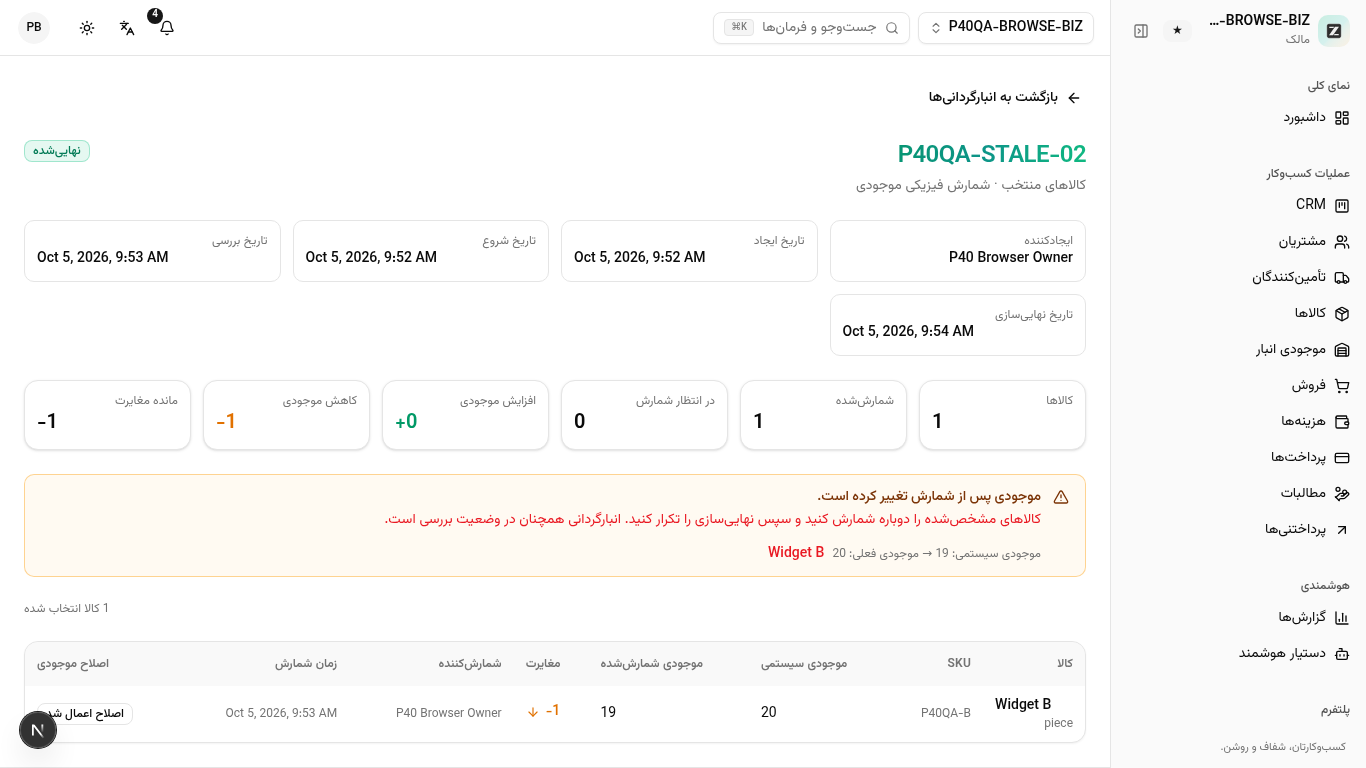 P40QA-BROWSE-BIZ
جست‌وجو و فرمان‌ها
⌘K
4
PB
...-BROWSE-BIZ
مالک
نمای کلی
داشبورد
عملیات کسب‌وکار
CRM
مشتریان
تأمین‌کنندگان
کالاها
موجودی انبار
فروش
هزینه‌ها
پرداخت‌ها
مطالبات
پرداختنی‌ها
هوشمندی
گزارش‌ها
دستیار هوشمند
پلتفرم
کسب‌وکارتان، شفاف و روشن.
بازگشت به انبارگردانی‌ها
P40QA-STALE-02
نهایی‌شده
کالاهای منتخب · شمارش فیزیکی موجودی
ایجادکننده
P40 Browser Owner
تاریخ ایجاد
Oct 5, 2026, 9:52 AM
تاریخ شروع
Oct 5, 2026, 9:52 AM
تاریخ بررسی
Oct 5, 2026, 9:53 AM
تاریخ نهایی‌سازی
Oct 5, 2026, 9:54 AM
کالاها
1
شمارش‌شده
1
در انتظار شمارش
0
افزایش موجودی
+0
کاهش موجودی
-1
مانده مغایرت
-1
موجودی پس از شمارش تغییر کرده است.
کالاهای مشخص‌شده را دوباره شمارش کنید و سپس نهایی‌سازی را تکرار کنید. انبارگردانی همچنان در وضعیت بررسی است.
موجودی سیستمی: 19 → موجودی فعلی: 20 Widget B
1 کالا انتخاب شده
کالا SKU موجودی سیستمی موجودی شمارش‌شده مغایرت شمارش‌کننده زمان شمارش اصلاح موجودی
Widget B P40QA-B 20 19 -1 P40 Browser Owner Oct 5, 2026, 9:53 AM اصلاح اعمال شد
piece
N